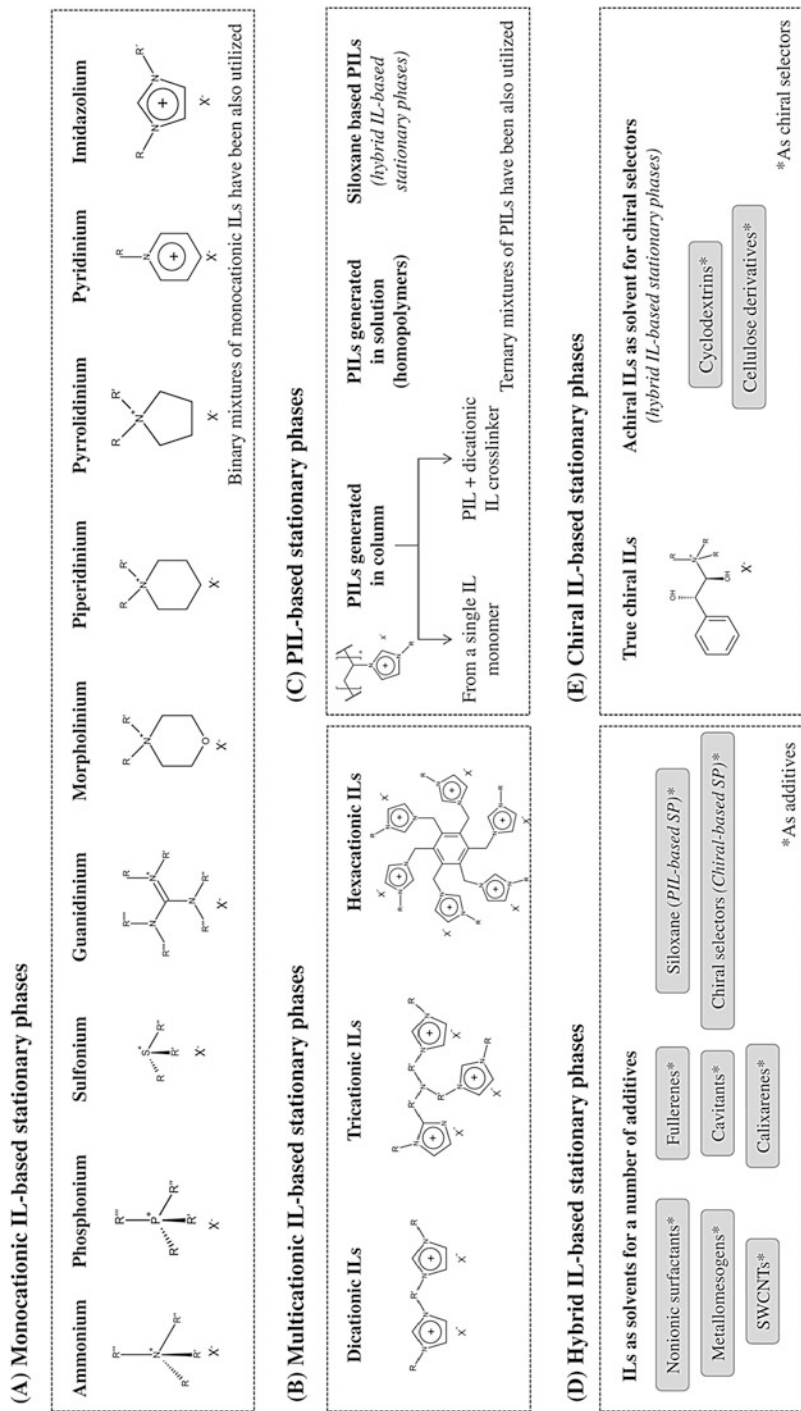 (A) Monocationic IL-based stationary phases
Ammonium
Phosphonium
Sulfonium
Guanidinium
Morpholinium
Piperidinium
Pyrrolidinium
Pyridinium
Imidazolium
R'''
N⁺
R''
R'
R
X⁻
R'''
P⁺
R''
R'
R
X⁻
S⁺
R''
R'
R
X⁻
R
N⁺
R'
R''
N
R'''
X⁻
R
R'
N⁺
O
X⁻
R
R'
N⁺
X⁻
R
R'
N⁺
X⁻
R
N
+
X⁻
R
N
+
N
R'
X⁻
Binary mixtures of monocationic ILs have been also utilized
(B) Multicationic IL-based stationary phases
Dicationic ILs
Tricationic ILs
Hexacationic ILs
R
N
+
N
R'
N
+
N
R
X⁻
X⁻
R
N
+
N
R'
N
R'
N
+
N
R
X⁻
X⁻
X⁻
R
N
+
N
X⁻
(C) PIL-based stationary phases
PILs generated
in column
PILs generated
in solution
(homopolymers)
Siloxane based PILs
(hybrid IL-based
stationary phases)
n
N
+
N
R
X⁻
From a single IL
monomer
PIL + dicationic
IL crosslinker
Ternary mixtures of PILs have been also utilized
(D) Hybrid IL-based stationary phases
ILs as solvents for a number of additives
Nonionic surfactants*
Fullerenes*
Siloxane (PIL-based SP)*
Metallomesogens*
Cavitants*
Chiral selectors (Chiral-based SP)*
SWCNTs*
Calixarenes*
*As additives
(E) Chiral IL-based stationary phases
True chiral ILs
Achiral ILs as solvent for chiral selectors
(hybrid IL-based stationary phases)
OH
R
N⁺
R
R
OH
X⁻
Cyclodextrins*
Cellulose derivatives*
*As chiral selectors